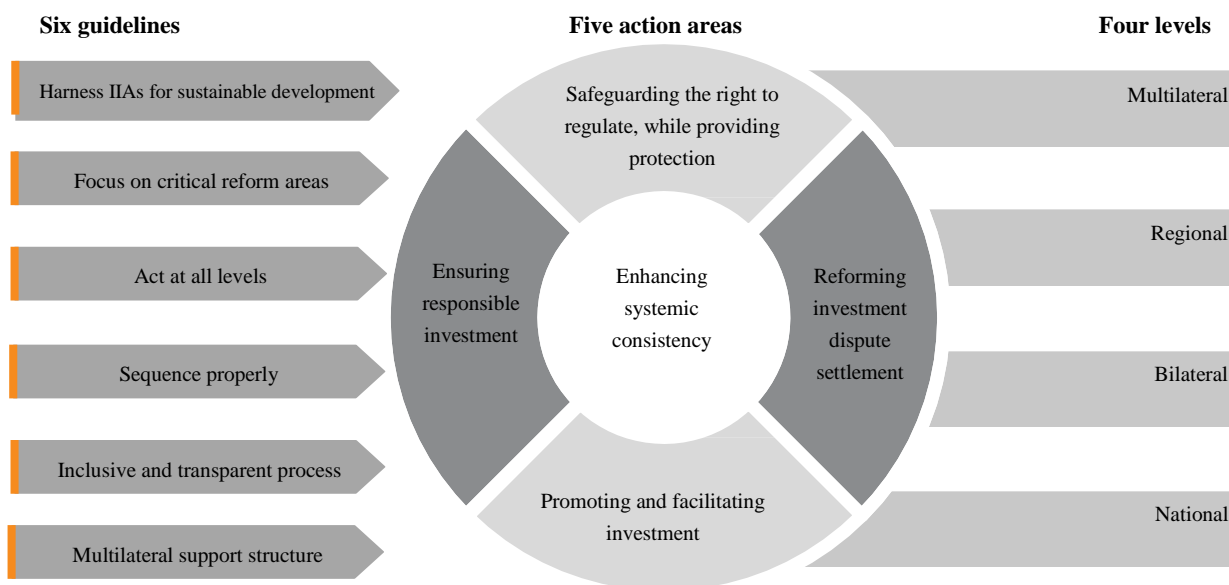 Six guidelines
Harness IIAs for sustainable development
Focus on critical reform areas
Act at all levels
Sequence properly
Inclusive and transparent process
Multilateral support structure
Five action areas
Safeguarding the right to
regulate, while providing
protection
Ensuring
responsible
investment
Enhancing
systemic
consistency
Reforming
investment
dispute
settlement
Promoting and facilitating
investment
Four levels
Multilateral
Regional
Bilateral
National